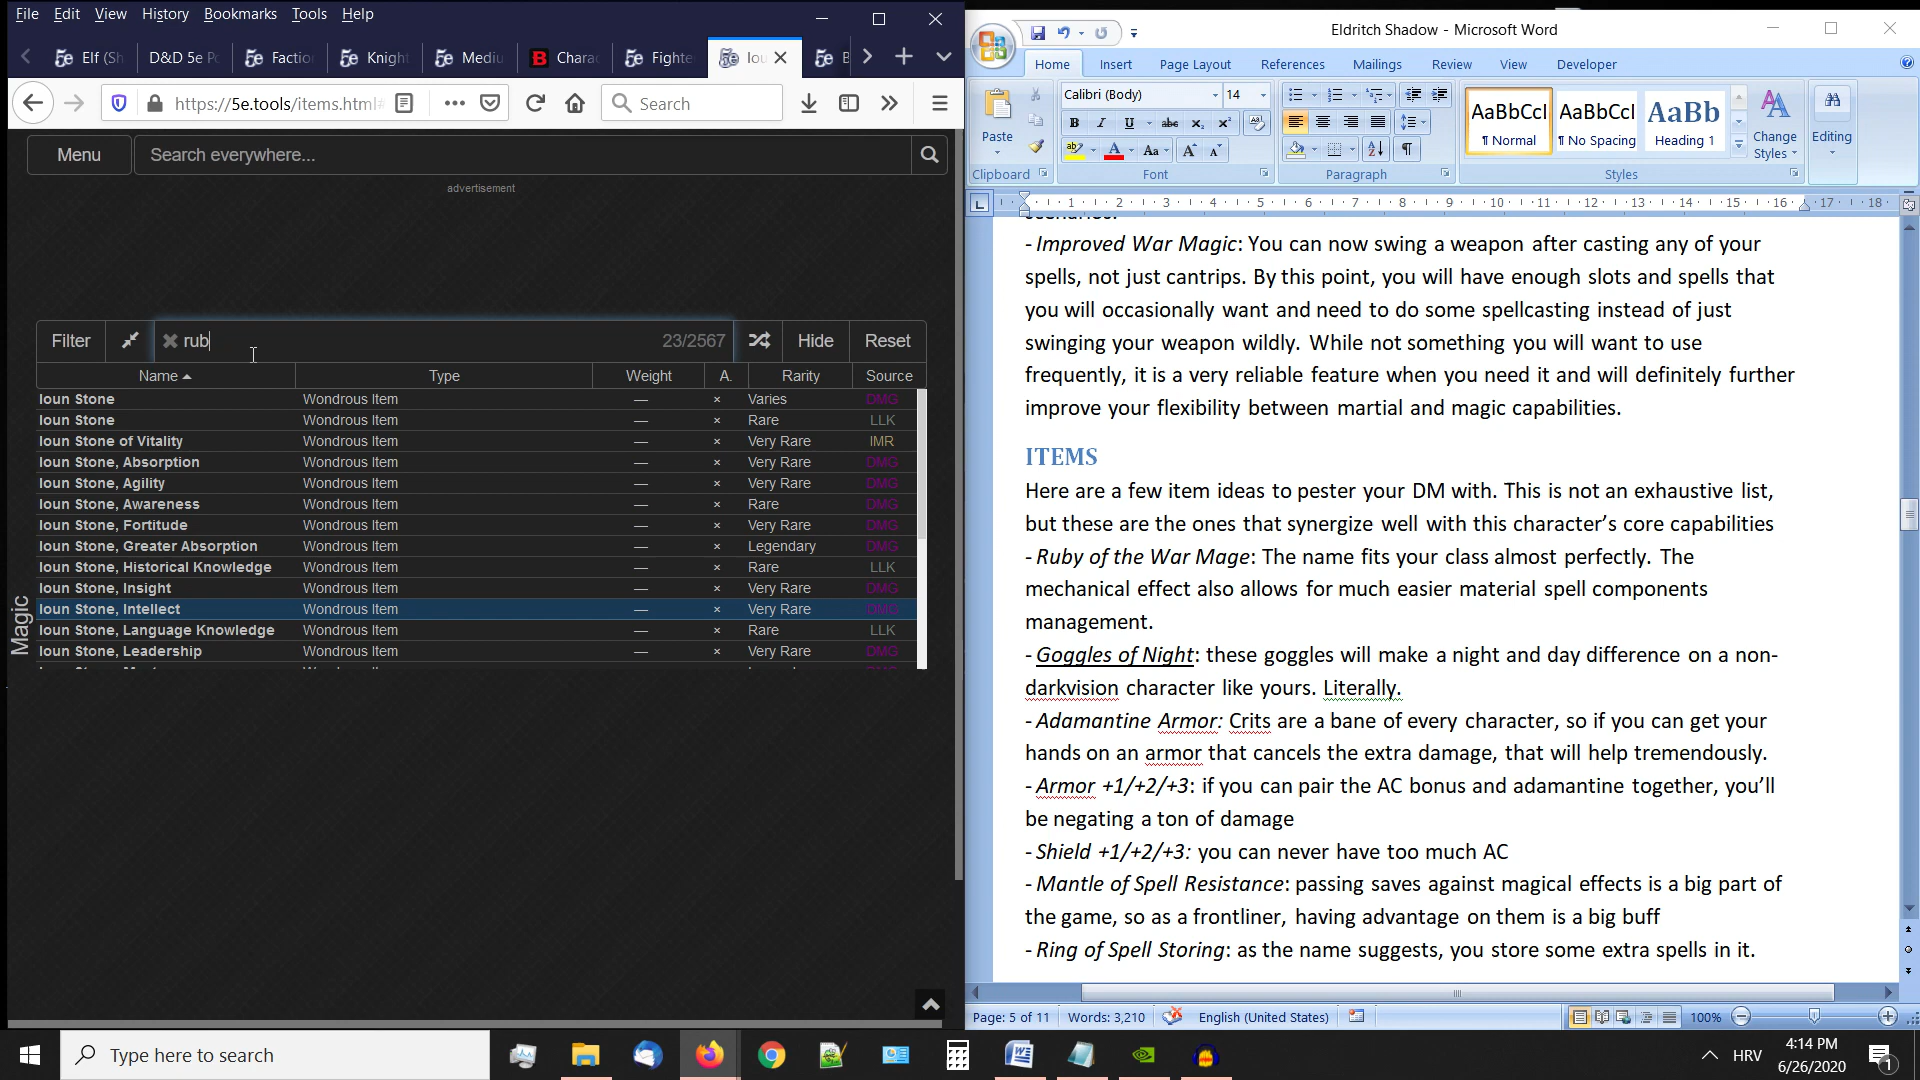 File Edit View History Bookmarks Tools Help
Elf (Sh D&D 5e Po Faction Knight Mediu Chara Fighte Iou B
https://5e.tools/items.html#
Search
Menu
Search everywhere...
advertisement
Filter
rub
23/2567
Hide
Reset
Name Type Weight A. Rarity Source
Ioun Stone Wondrous Item — × Varies DMG
Ioun Stone Wondrous Item — × Rare LLK
Ioun Stone of Vitality Wondrous Item — × Very Rare IMR
Ioun Stone, Absorption Wondrous Item — × Very Rare DMG
Ioun Stone, Agility Wondrous Item — × Very Rare DMG
Ioun Stone, Awareness Wondrous Item — × Rare DMG
Ioun Stone, Fortitude Wondrous Item — × Very Rare DMG
Ioun Stone, Greater Absorption Wondrous Item — × Legendary DMG
Ioun Stone, Historical Knowledge Wondrous Item — × Rare LLK
Ioun Stone, Insight Wondrous Item — × Very Rare DMG
Ioun Stone, Intellect Wondrous Item — × Very Rare DMG
Ioun Stone, Language Knowledge Wondrous Item — × Rare LLK
Ioun Stone, Leadership Wondrous Item — × Very Rare DMG
Magic
Eldritch Shadow - Microsoft Word
Home Insert Page Layout References Mailings Review View Developer
Paste
Calibri (Body) 14
AaBbCcI AaBbCcI AaBb
¶ Normal ¶ No Spacing Heading 1
Change Styles
Editing
Clipboard Font Paragraph Styles
1 2 3 4 5 6 7 8 9 10 11 12 13 14 15 16 17 18
scenarios.
- Improved War Magic: You can now swing a weapon after casting any of your
spells, not just cantrips. By this point, you will have enough slots and spells that
you will occasionally want and need to do some spellcasting instead of just
swinging your weapon wildly. While not something you will want to use
frequently, it is a very reliable feature when you need it and will definitely further
improve your flexibility between martial and magic capabilities.
ITEMS
Here are a few item ideas to pester your DM with. This is not an exhaustive list,
but these are the ones that synergize well with this character's core capabilities
- Ruby of the War Mage: The name fits your class almost perfectly. The
mechanical effect also allows for much easier material spell components
management.
- Goggles of Night: these goggles will make a night and day difference on a non-
darkvision character like yours. Literally.
- Adamantine Armor: Crits are a bane of every character, so if you can get your
hands on an armor that cancels the extra damage, that will help tremendously.
- Armor +1/+2/+3: if you can pair the AC bonus and adamantine together, you'll
be negating a ton of damage
- Shield +1/+2/+3: you can never have too much AC
- Mantle of Spell Resistance: passing saves against magical effects is a big part of
the game, so as a frontliner, having advantage on them is a big buff
- Ring of Spell Storing: as the name suggests, you store some extra spells in it.
Page: 5 of 11 Words: 3,210 English (United States) 100%
Type here to search
HRV
4:14 PM
6/26/2020
1